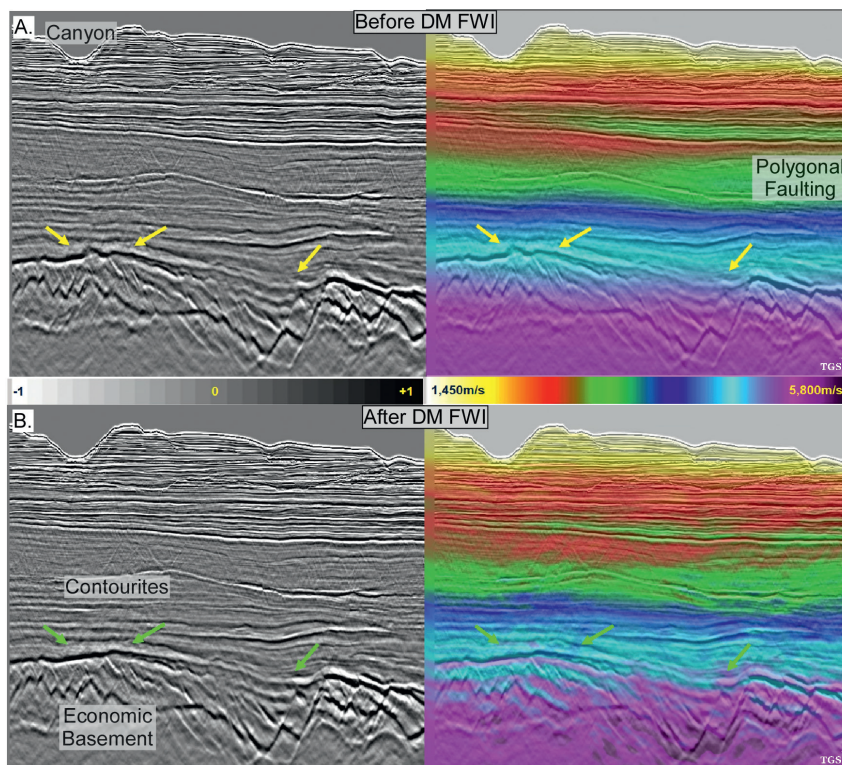 A.
Canyon
Before DM FWI
Polygonal
Faulting
TGS
-1
0
+1
1,450m/s
5,800m/s
B.
After DM FWI
Contourites
Economic
Basement
TGS